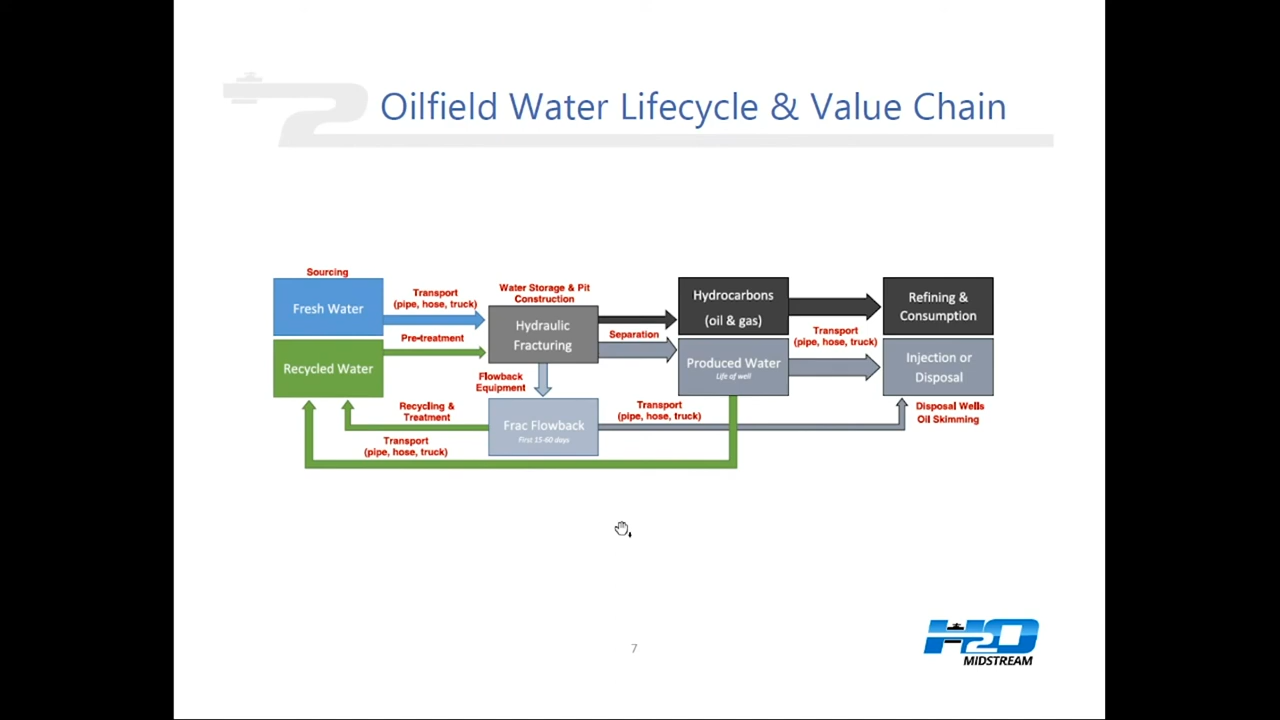 Oilfield Water Lifecycle & Value Chain
Sourcing
Fresh Water
Transport
(pipe, hose, truck)
Pre-treatment
Recycled Water
Water Storage & Pit
Construction
Hydraulic
Fracturing
Separation
Hydrocarbons
(oil & gas)
Produced Water
Life of well
Transport
(pipe, hose, truck)
Refining &
Consumption
Injection or
Disposal
Disposal Wells
Oil Skimming
Flowback
Equipment
Frac Flowback
First 15-60 days
Recycling &
Treatment
Transport
(pipe, hose, truck)
Transport
(pipe, hose, truck)
7
H2O
MIDSTREAM